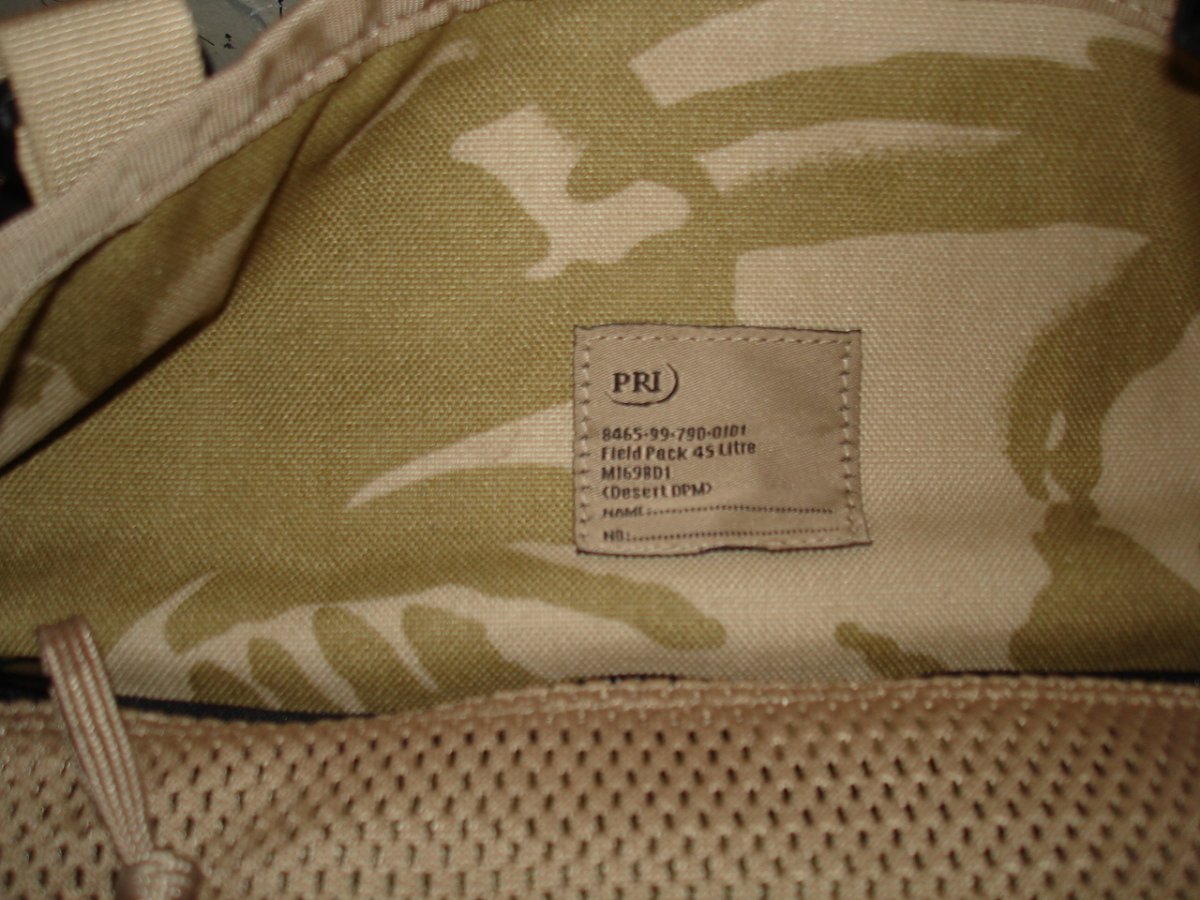 PRI
8465-99-790-0101
Field Pack 45 Litre
M1698D1
(Desert DPM)
NAME:....................................
NO:.......................................